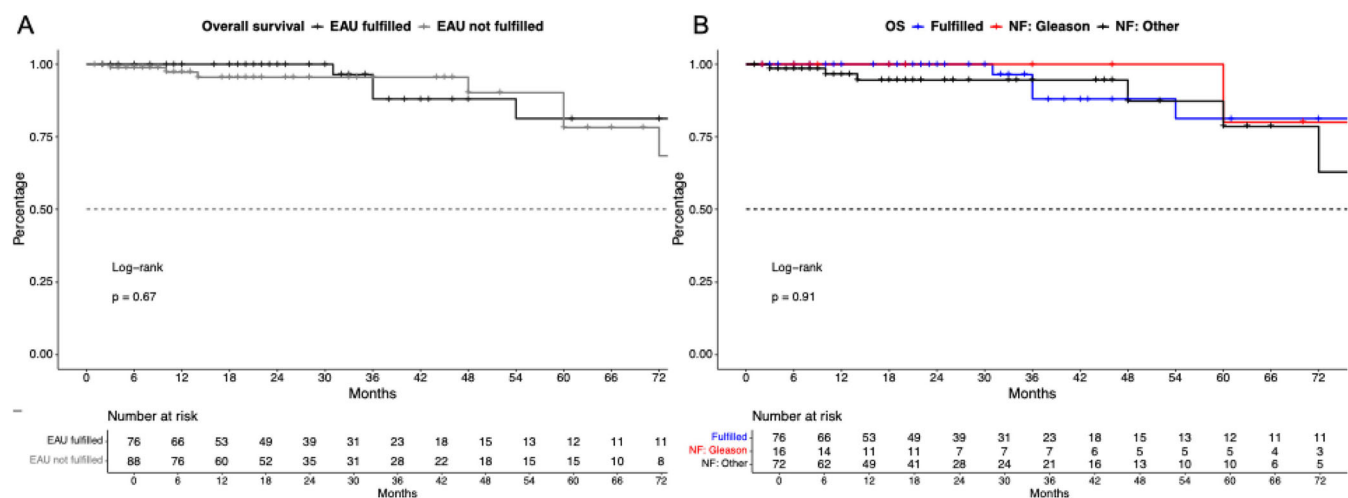 A
Overall survival EAU fulfilled EAU not fulfilled
1.00
0.75
0.50
0.25
0.00
Percentage
Log-rank
p = 0.67
0 6 12 18 24 30 36 42 48 54 60 66 72
Months
Number at risk
EAU fulfilled 76 66 53 49 39 31 23 18 15 13 12 11 11
EAU not fulfilled 88 76 60 52 35 31 28 22 18 15 15 10 8
0 6 12 18 24 30 36 42 48 54 60 66 72
Months
B
OS Fulfilled NF: Gleason NF: Other
1.00
0.75
0.50
0.25
0.00
Percentage
Log-rank
p = 0.91
0 6 12 18 24 30 36 42 48 54 60 66 72
Months
Number at risk
Fulfilled 76 66 53 49 39 31 23 18 15 13 12 11 11
NF: Gleason 16 14 11 11 7 7 7 6 5 5 5 4 3
NF: Other 72 62 49 41 28 24 21 16 13 10 10 6 5
0 6 12 18 24 30 36 42 48 54 60 66 72
Months